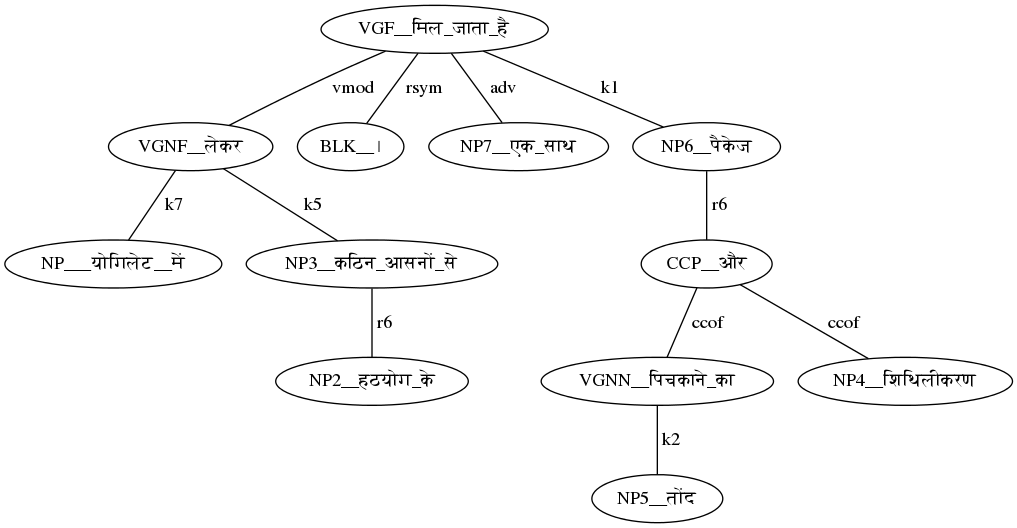 VGF__मिल_जाता_है
vmod rsym adv k1
VGNF__लेकर BLK__। NP7__एक_साथ NP6__पैकेज
k7 k5 r6
NP___योगिलेट__में NP3__कठिन_आसनों_से CCP__और
r6 ccof ccof
NP2__हठयोग_के VGNN__पिचकाने_का NP4__शिथिलीकरण
k2
NP5__तोंद